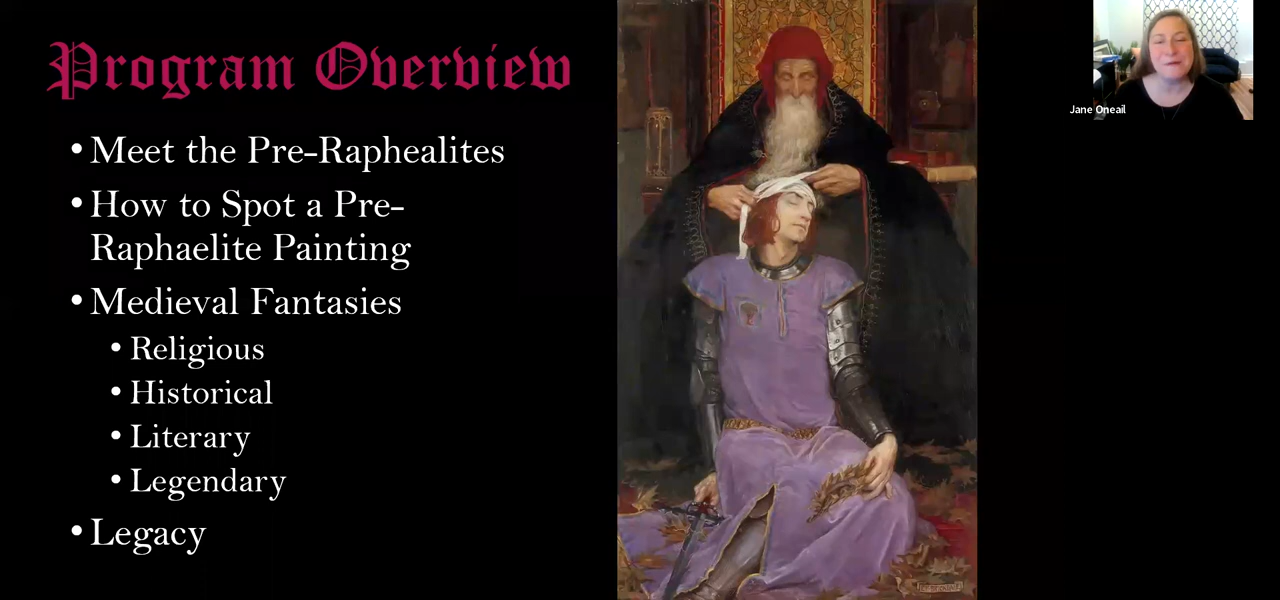 Program Overview
• Meet the Pre-Raphealites
• How to Spot a Pre-
Raphaelite Painting
• Medieval Fantasies
• Religious
• Historical
• Literary
• Legendary
• Legacy
Jane Oneail